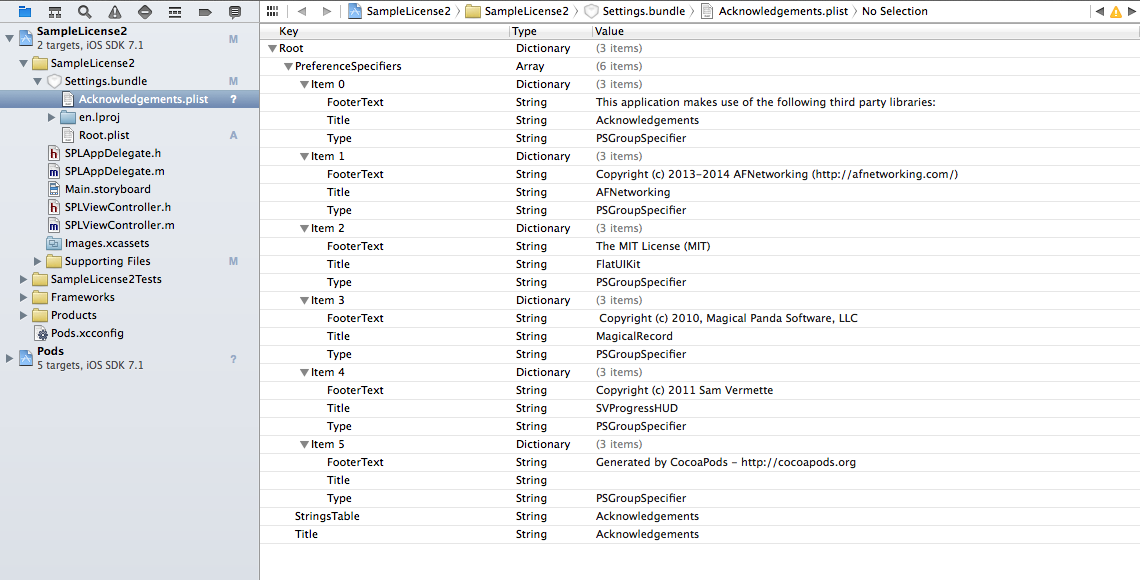 SampleLicense2 SampleLicense2 Settings.bundle Acknowledgements.plist No Selection
SampleLicense2 M
2 targets, iOS SDK 7.1
SampleLicense2
Settings.bundle M
Acknowledgements.plist ?
en.lproj
Root.plist A
SPLAppDelegate.h
SPLAppDelegate.m
Main.storyboard
SPLViewController.h
SPLViewController.m
Images.xcassets
Supporting Files M
SampleLicense2Tests
Frameworks
Products
Pods.xcconfig
Pods
5 targets, iOS SDK 7.1 ?
Key Type Value
Root Dictionary (3 items)
PreferenceSpecifiers Array (6 items)
Item 0 Dictionary (3 items)
FooterText String This application makes use of the following third party libraries:
Title String Acknowledgements
Type String PSGroupSpecifier
Item 1 Dictionary (3 items)
FooterText String Copyright (c) 2013-2014 AFNetworking (http://afnetworking.com/)
Title String AFNetworking
Type String PSGroupSpecifier
Item 2 Dictionary (3 items)
FooterText String The MIT License (MIT)
Title String FlatUIKit
Type String PSGroupSpecifier
Item 3 Dictionary (3 items)
FooterText String Copyright (c) 2010, Magical Panda Software, LLC
Title String MagicalRecord
Type String PSGroupSpecifier
Item 4 Dictionary (3 items)
FooterText String Copyright (c) 2011 Sam Vermette
Title String SVProgressHUD
Type String PSGroupSpecifier
Item 5 Dictionary (3 items)
FooterText String Generated by CocoaPods - http://cocoapods.org
Title String
Type String PSGroupSpecifier
StringsTable String Acknowledgements
Title String Acknowledgements